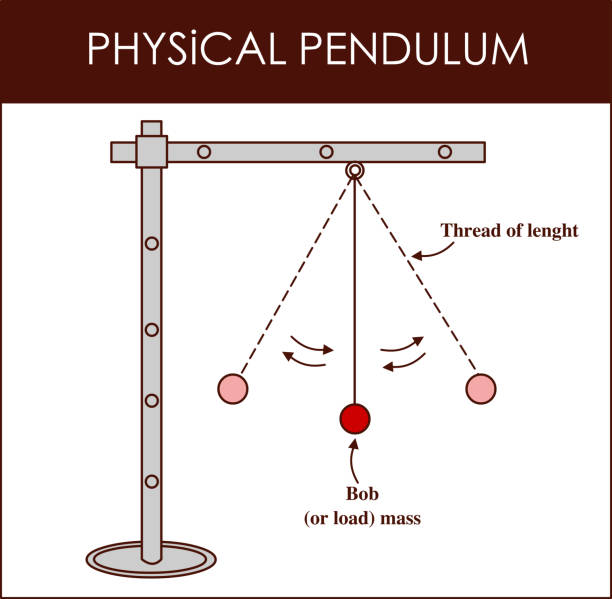 PHYSiCAL PENDULUM
Thread of lenght
Bob
(or load) mass